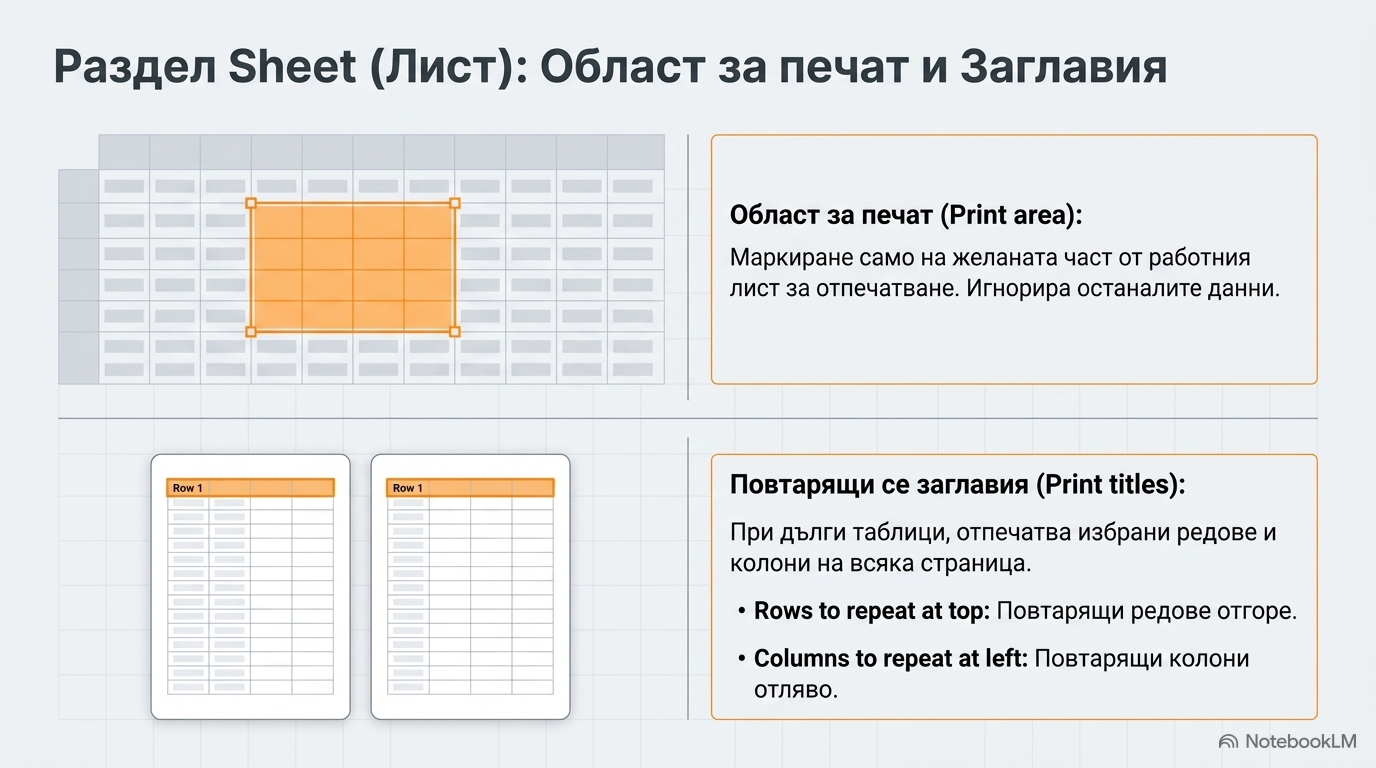 Раздел Sheet (Лист): Област за печат и Заглавия
Област за печат (Print area):
Маркиране само на желаната част от работния
лист за отпечатване. Игнорира останалите данни.
Row 1
Row 1
Повтарящи се заглавия (Print titles):
При дълги таблици, отпечатва избрани редове и
колони на всяка страница.
• Rows to repeat at top: Повтарящи редове отгоре.
• Columns to repeat at left: Повтарящи колони
отляво.
NotebookLM